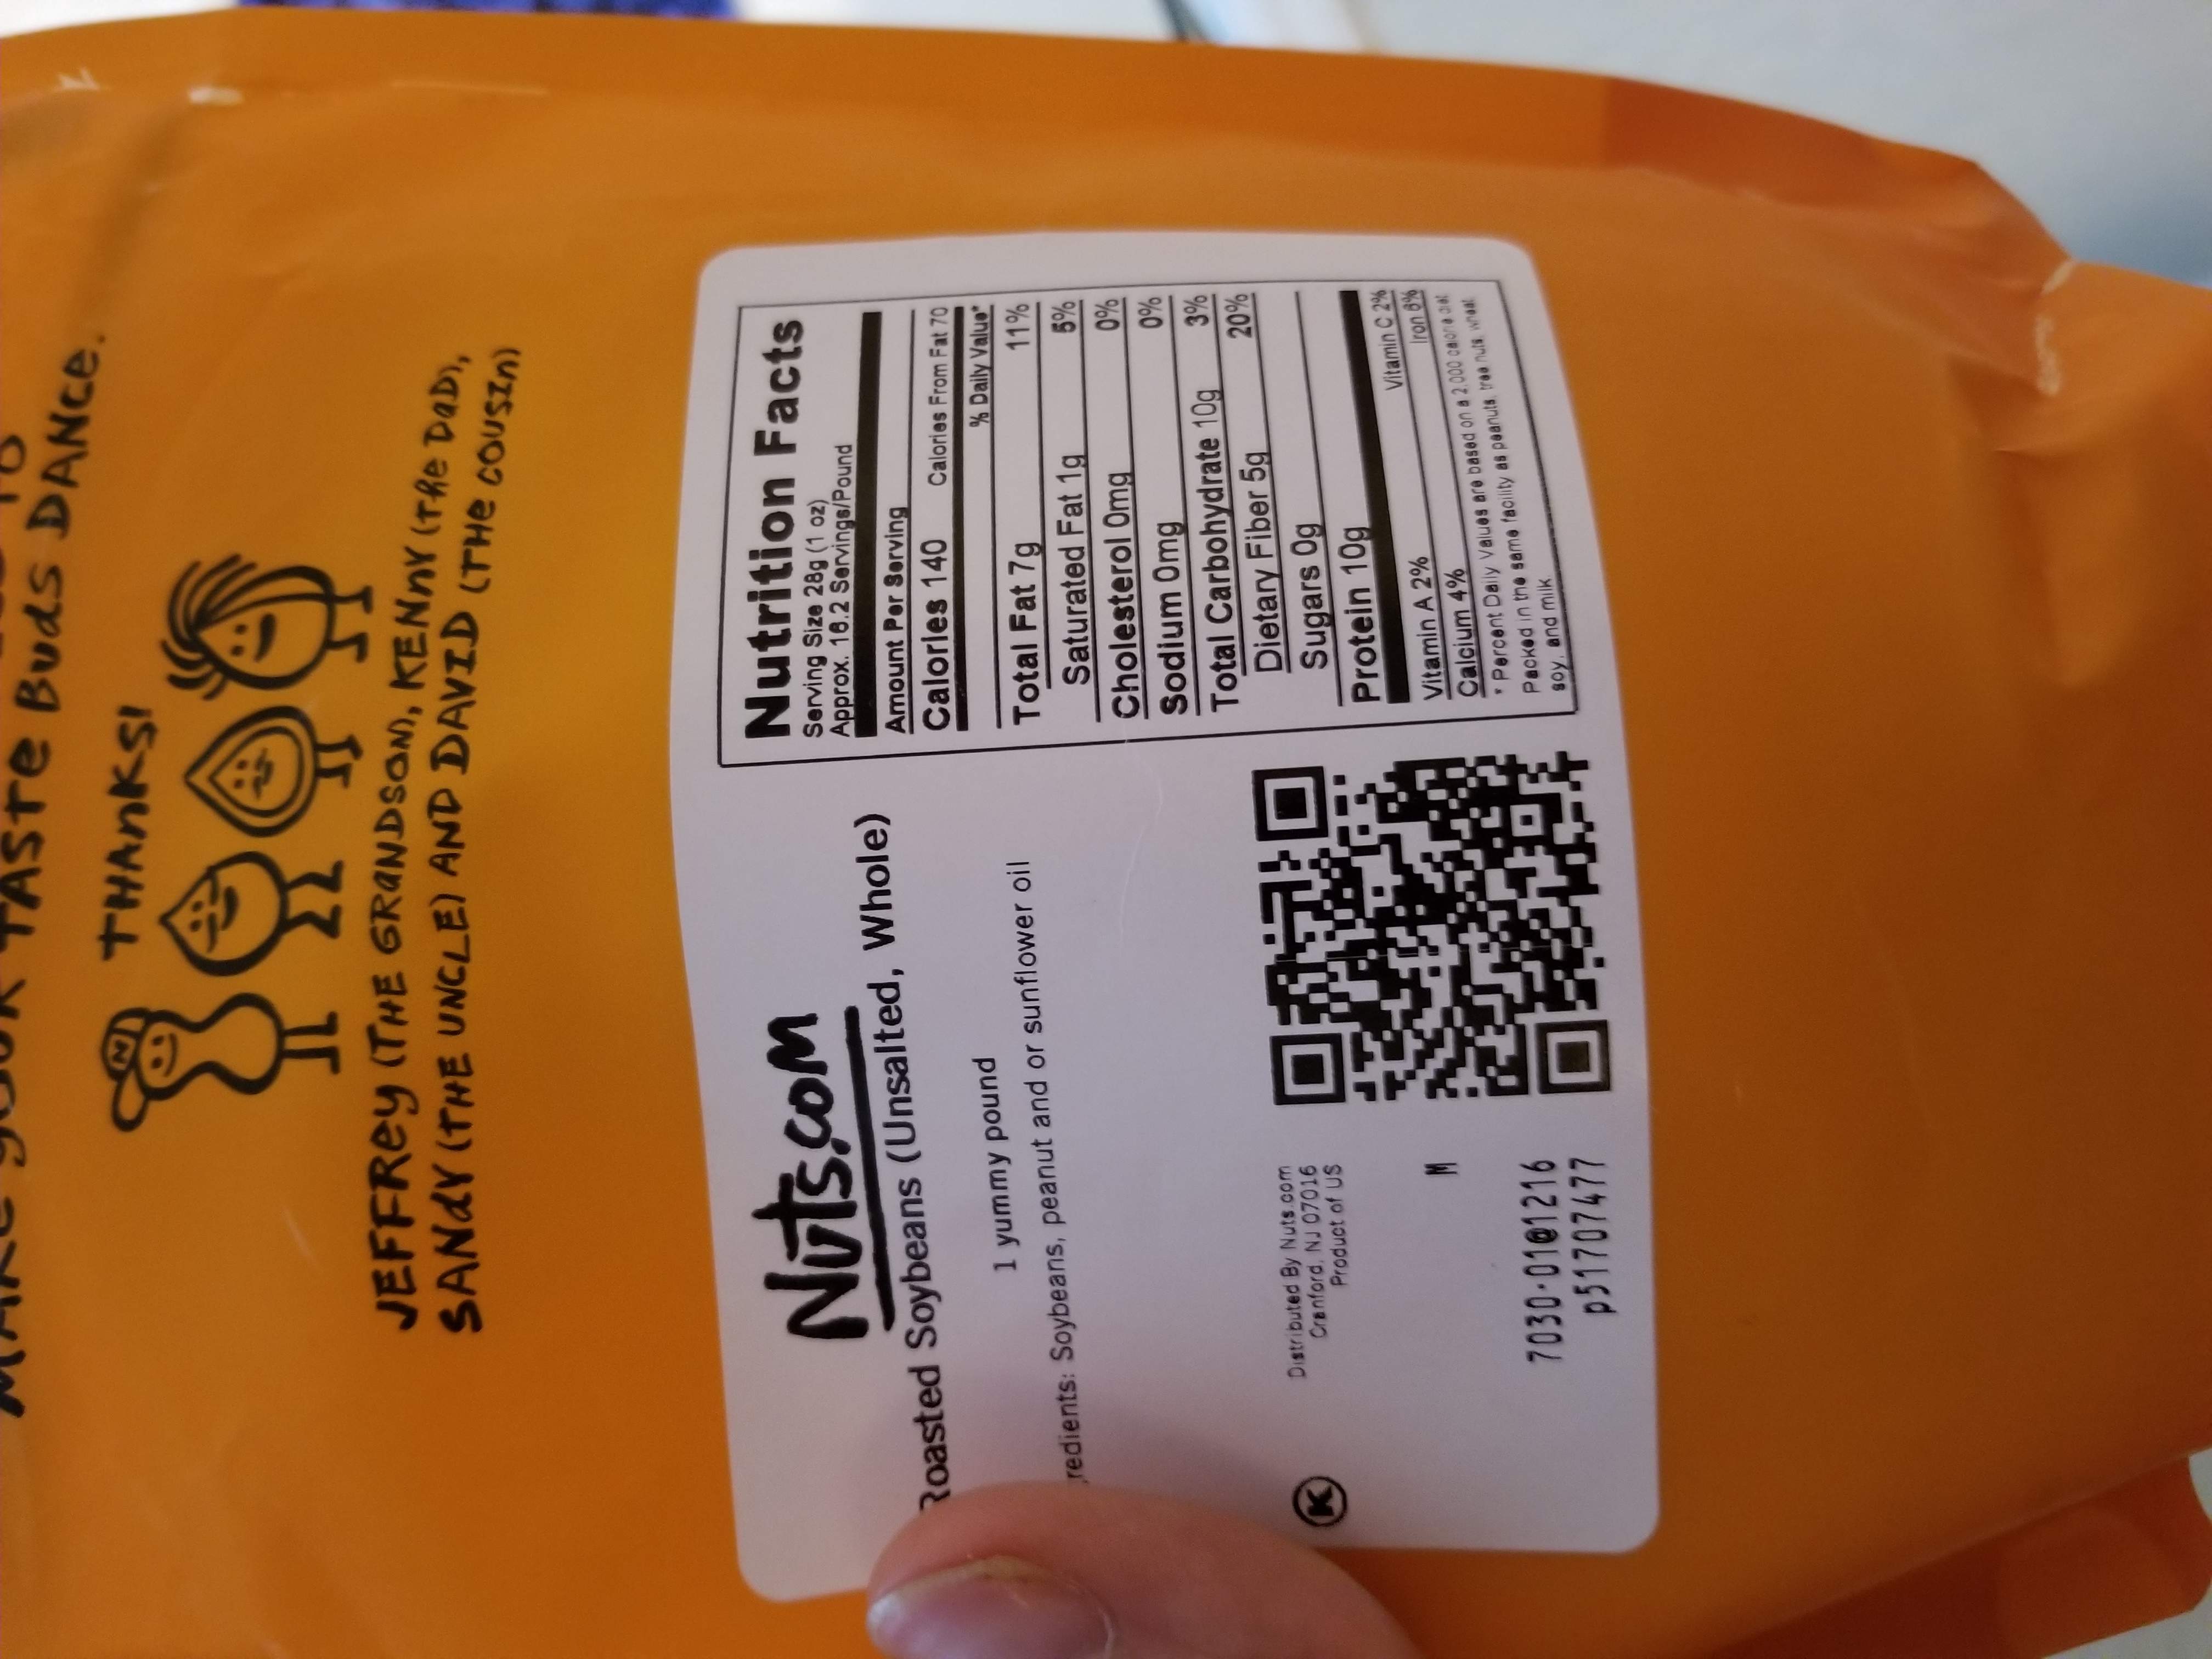 MAKE YOUR TASTE BUDS DANCE.
THANKS!
JEFFREY (THE GRANDSON), KENNY (THE DAD),
SANDY (THE UNCLE) AND DAVID (THE COUSIN)
Nuts.com
Roasted Soybeans (Unsalted, Whole)
1 yummy pound
redients: Soybeans, peanut and or sunflower oil
K
Distributed By Nuts.com
Cranford, NJ 07016
Product of US
M
7030-01@1216
p51707477
Nutrition Facts
Serving Size 28g (1 oz)
Approx. 16.2 Servings/Pound
Amount Per Serving
Calories 140 Calories From Fat 70
% Daily Value*
Total Fat 7g 11%
Saturated Fat 1g 5%
Cholesterol 0mg 0%
Sodium 0mg 0%
Total Carbohydrate 10g 3%
Dietary Fiber 5g 20%
Sugars 0g
Protein 10g
Vitamin A 2% Vitamin C 2%
Calcium 4% Iron 6%
* Percent Daily Values are based on a 2,000 calorie diet.
Packed in the same facility as peanuts, tree nuts, wheat,
soy, and milk